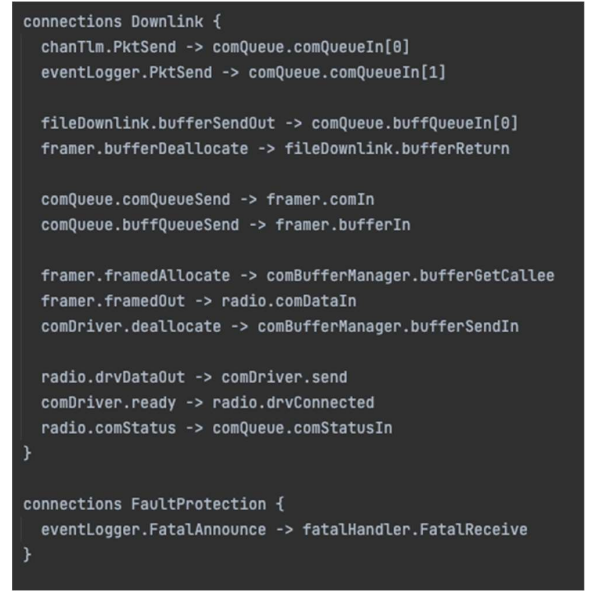 connections Downlink {
chanTlm.PktSend -> comQueue.comQueueIn[0]
eventLogger.PktSend -> comQueue.comQueueIn[1]
fileDownlink.bufferSendOut -> comQueue.buffQueueIn[0]
framer.bufferDeallocate -> fileDownlink.bufferReturn
comQueue.comQueueSend -> framer.comIn
comQueue.buffQueueSend -> framer.bufferIn
framer.framedAllocate -> comBufferManager.bufferGetCallee
framer.framedOut -> radio.comDataIn
comDriver.deallocate -> comBufferManager.bufferSendIn
radio.drvDataOut -> comDriver.send
comDriver.ready -> radio.drvConnected
radio.comStatus -> comQueue.comStatusIn
}
connections FaultProtection {
eventLogger.FatalAnnounce -> fatalHandler.FatalReceive
}